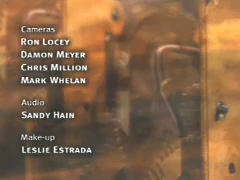 Cameras
Ron Locey
Damon Meyer
Chris Million
Mark Whelan
Audio
Sandy Hain
Make-up
Leslie Estrada